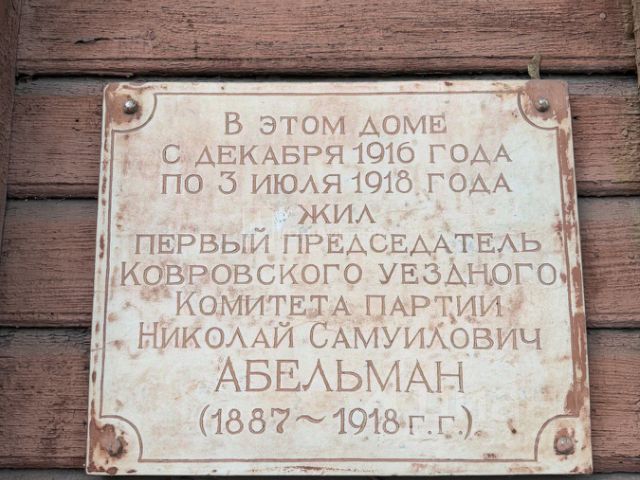 В ЭТОМ ДОМЕ
С ДЕКАБРЯ 1916 ГОДА
ПО 3 ИЮЛЯ 1918 ГОДА
ЖИЛ
ПЕРВЫЙ ПРЕДСЕДАТЕЛЬ
КОВРОВСКОГО УЕЗДНОГО
КОМИТЕТА ПАРТИИ
НИКОЛАЙ САМУИЛОВИЧ
АБЕЛЬМАН
(1887~1918 г.г.).